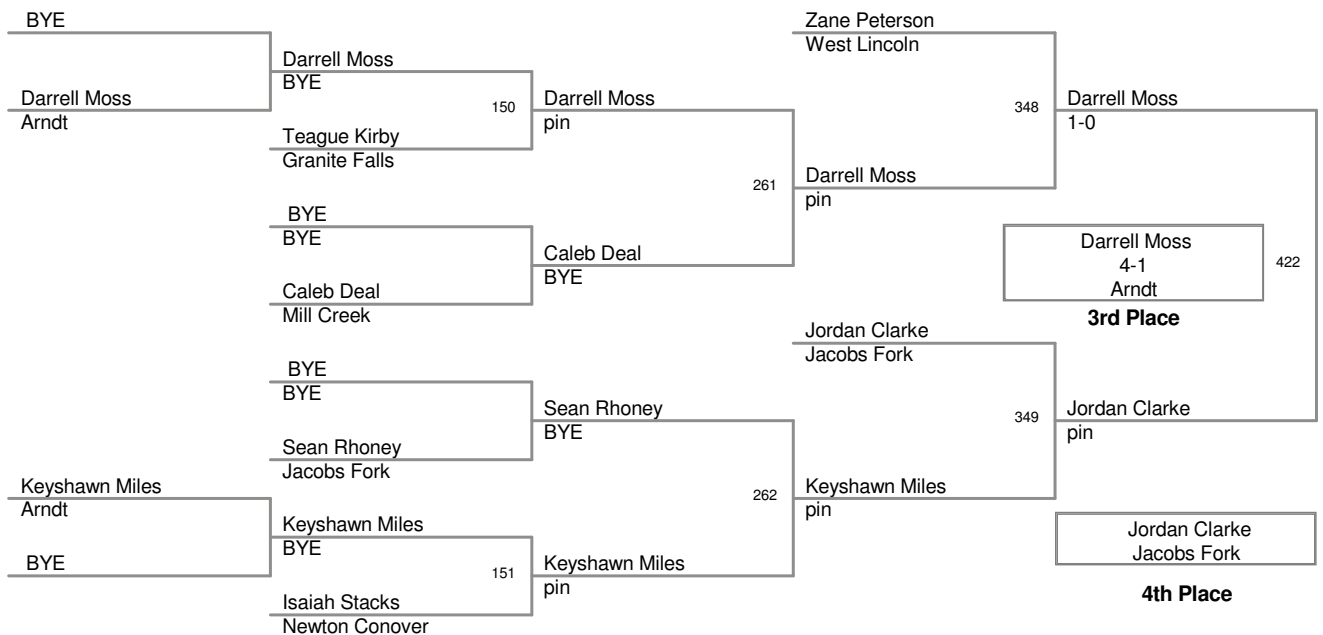 BYE
Zane Peterson
West Lincoln
Darrell Moss
BYE
Darrell Moss
Arndt
150
Darrell Moss
pin
348
Darrell Moss
1-0
Teague Kirby
Granite Falls
261
Darrell Moss
pin
BYE
BYE
Caleb Deal
BYE
Darrell Moss
4-1
Arndt
422
Caleb Deal
Mill Creek
3rd Place
Jordan Clarke
Jacobs Fork
BYE
BYE
Sean Rhoney
BYE
349
Jordan Clarke
pin
Sean Rhoney
Jacobs Fork
Keyshawn Miles
Arndt
262
Keyshawn Miles
pin
Keyshawn Miles
BYE
Jordan Clarke
Jacobs Fork
BYE
151
Keyshawn Miles
pin
4th Place
Isaiah Stacks
Newton Conover